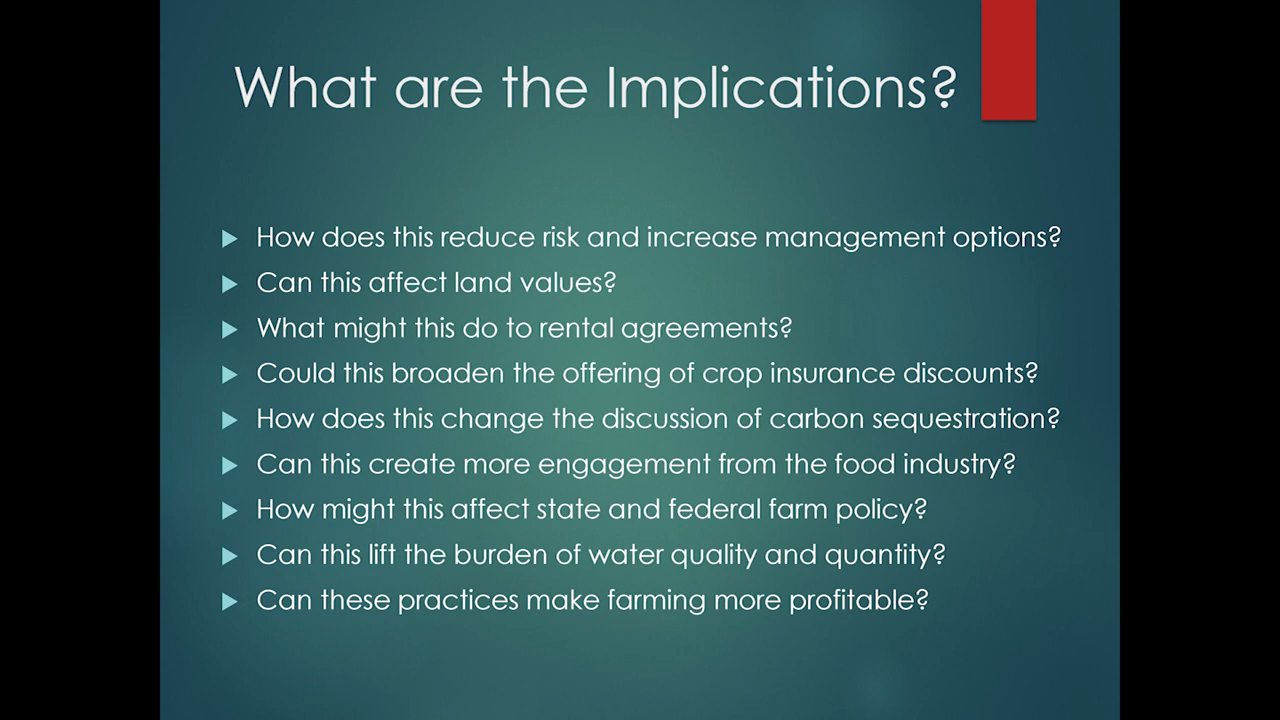 What are the Implications?
How does this reduce risk and increase management options?
Can this affect land values?
What might this do to rental agreements?
Could this broaden the offering of crop insurance discounts?
How does this change the discussion of carbon sequestration?
Can this create more engagement from the food industry?
How might this affect state and federal farm policy?
Can this lift the burden of water quality and quantity?
Can these practices make farming more profitable?